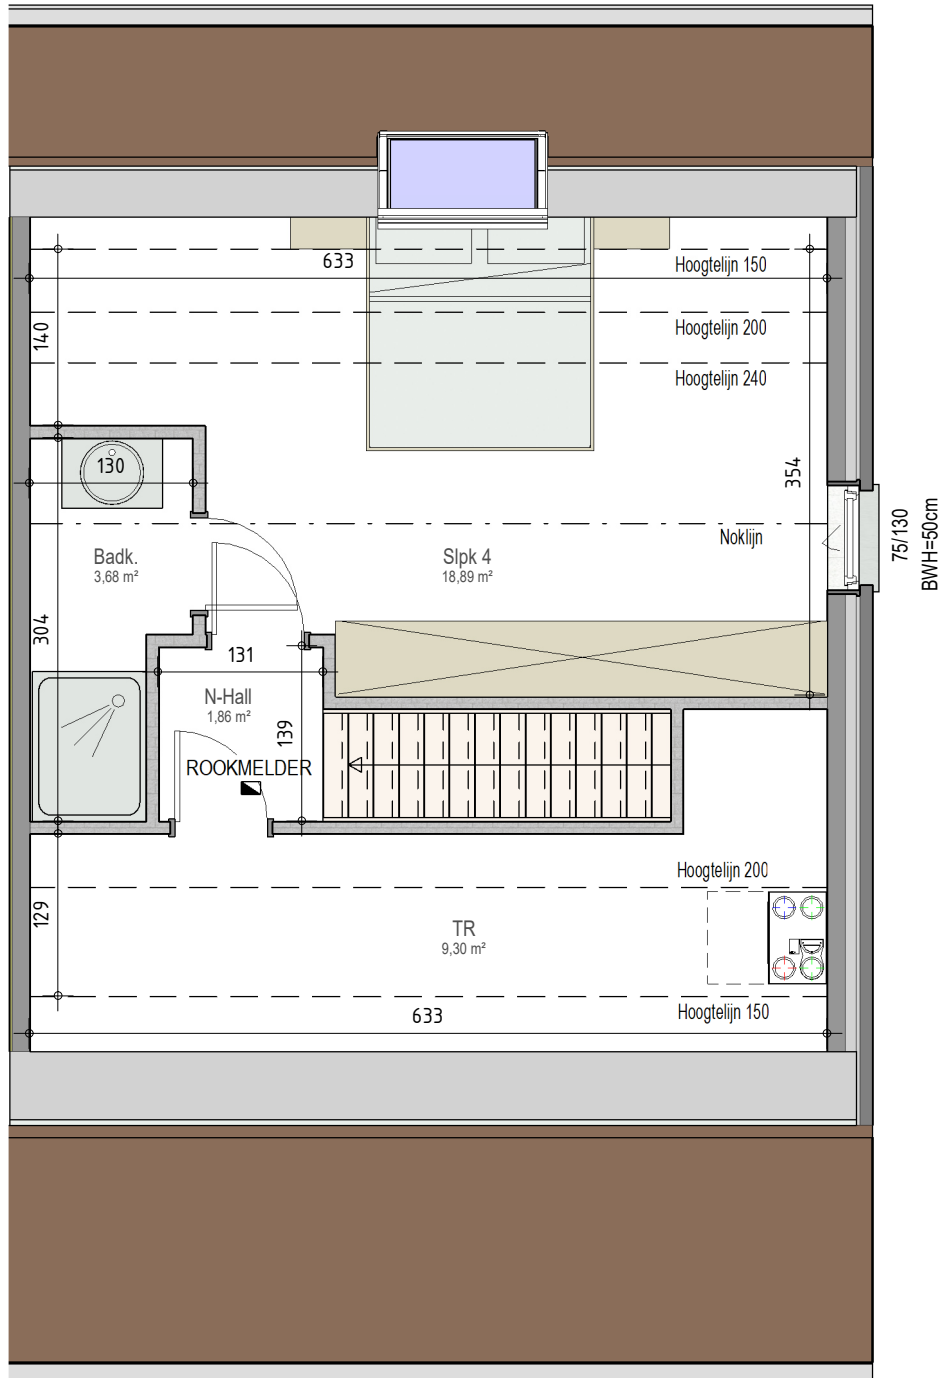 633
Hoogtelijn 150
140
Hoogtelijn 200
Hoogtelijn 240
130
354
75/130
BWH=50cm
Noklijn
Badk.
3,68 m²
Slpk 4
18,89 m²
304
131
N-Hall
1,86 m²
139
ROOKMELDER
Hoogtelijn 200
129
TR
9,30 m²
633
Hoogtelijn 150